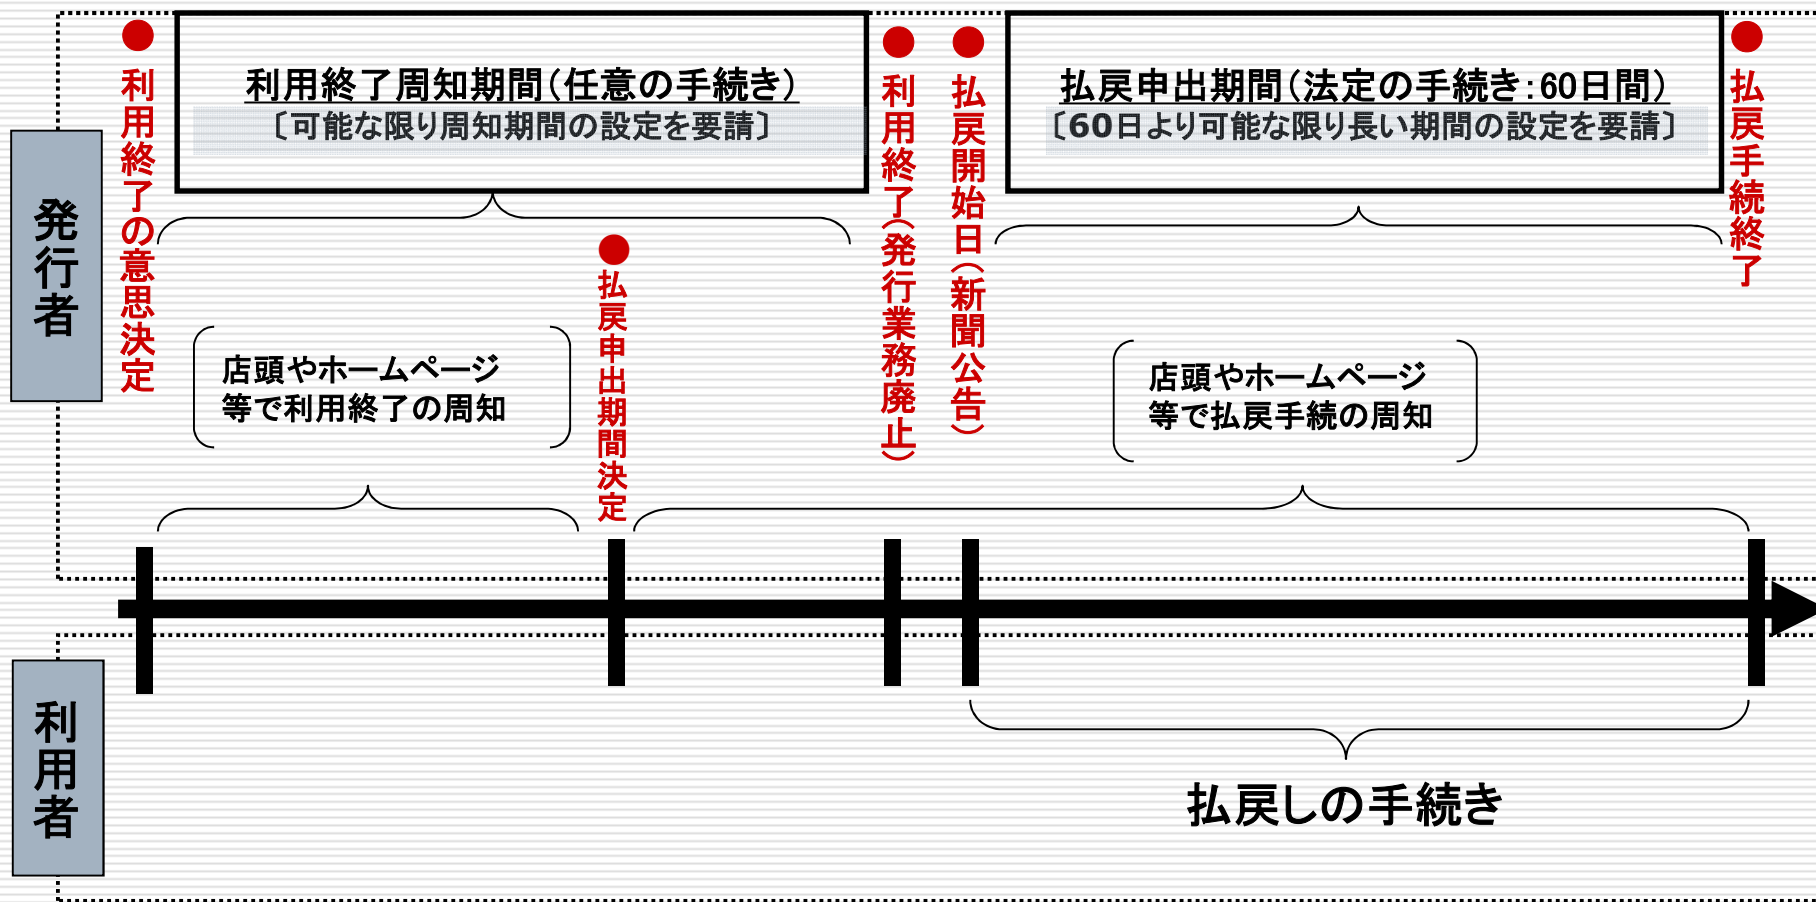 発行者
●利用終了の意思決定
利用終了周知期間（任意の手続き）
〔可能な限り周知期間の設定を要請〕
●利用終了（発行業務廃止）
●払戻開始日（新聞公告）
払戻申出期間（法定の手続き：60日間）
〔60日より可能な限り長い期間の設定を要請〕
●払戻手続終了
店頭やホームページ
等で利用終了の周知
●払戻申出期間決定
店頭やホームページ
等で払戻手続の周知
利用者
払戻しの手続き